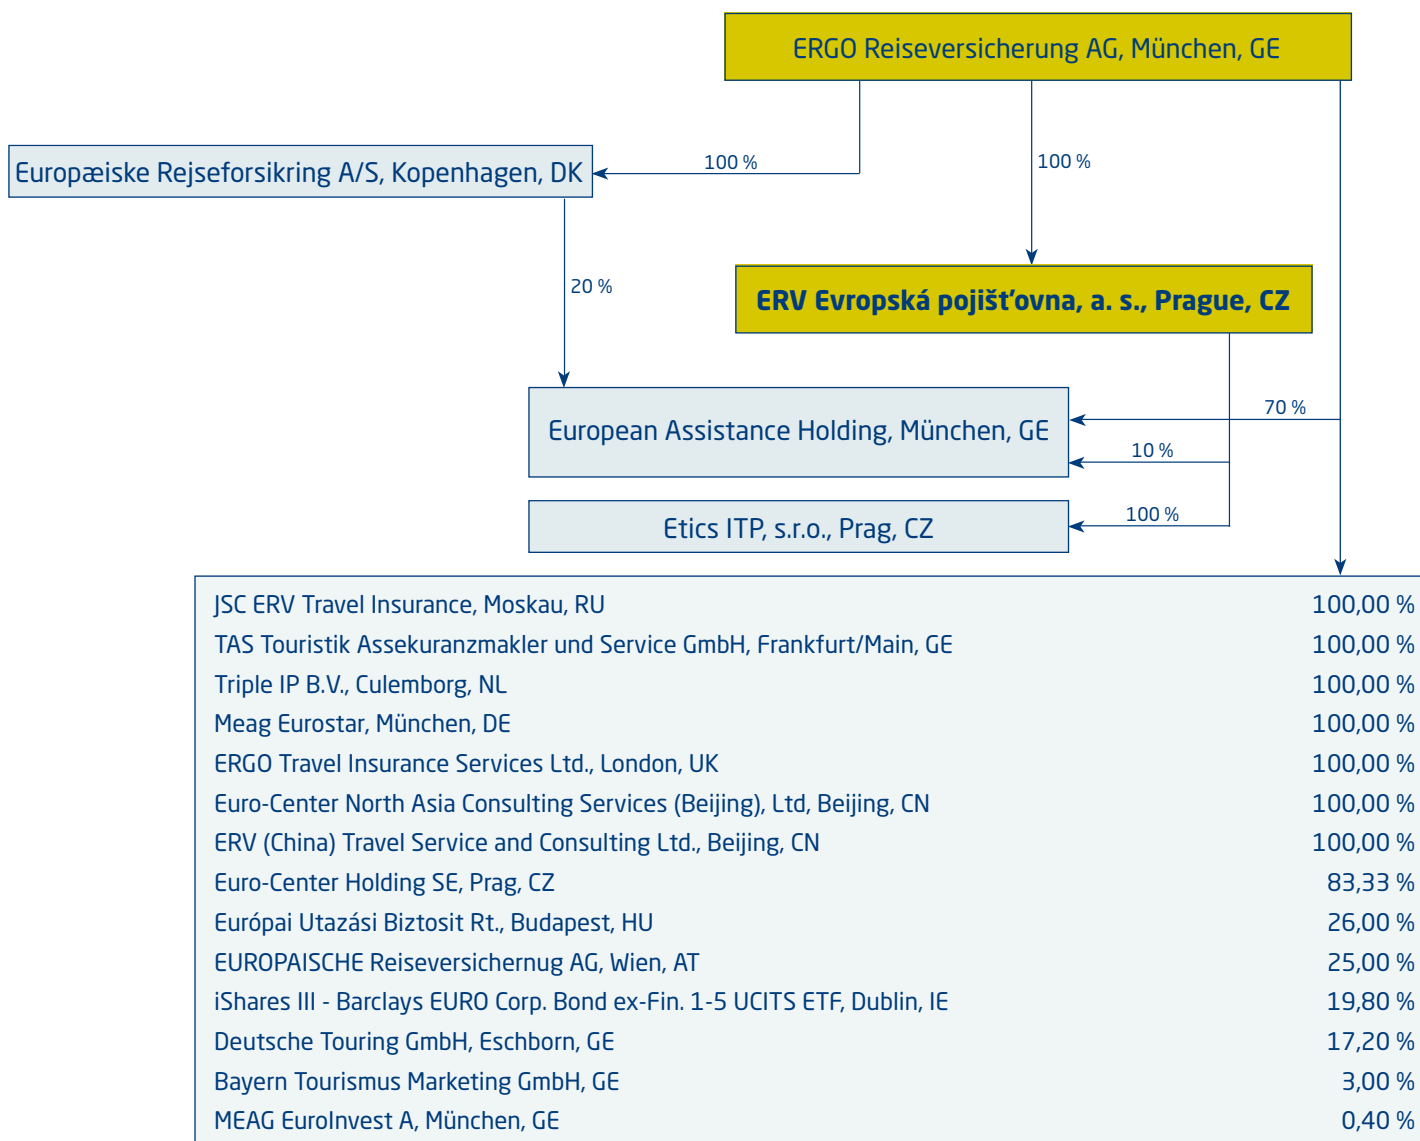 ERGO Reiseversicherung AG, München, GE
Europæiske Rejseforsikring A/S, Kopenhagen, DK
100 %
100 %
20 %
ERV Evropská pojišťovna, a. s., Prague, CZ
European Assistance Holding, München, GE
70 %
10 %
Etics ITP, s.r.o., Prag, CZ
100 %
JSC ERV Travel Insurance, Moskau, RU 100,00 %
TAS Touristik Assekuranzmakler und Service GmbH, Frankfurt/Main, GE 100,00 %
Triple IP B.V., Culemborg, NL 100,00 %
Meag Eurostar, München, DE 100,00 %
ERGO Travel Insurance Services Ltd., London, UK 100,00 %
Euro-Center North Asia Consulting Services (Beijing), Ltd, Beijing, CN 100,00 %
ERV (China) Travel Service and Consulting Ltd., Beijing, CN 100,00 %
Euro-Center Holding SE, Prag, CZ 83,33 %
Európai Utazási Biztosit Rt., Budapest, HU 26,00 %
EUROPAISCHE Reiseversichernug AG, Wien, AT 25,00 %
iShares III - Barclays EURO Corp. Bond ex-Fin. 1-5 UCITS ETF, Dublin, IE 19,80 %
Deutsche Touring GmbH, Eschborn, GE 17,20 %
Bayern Tourismus Marketing GmbH, GE 3,00 %
MEAG EuroInvest A, München, GE 0,40 %